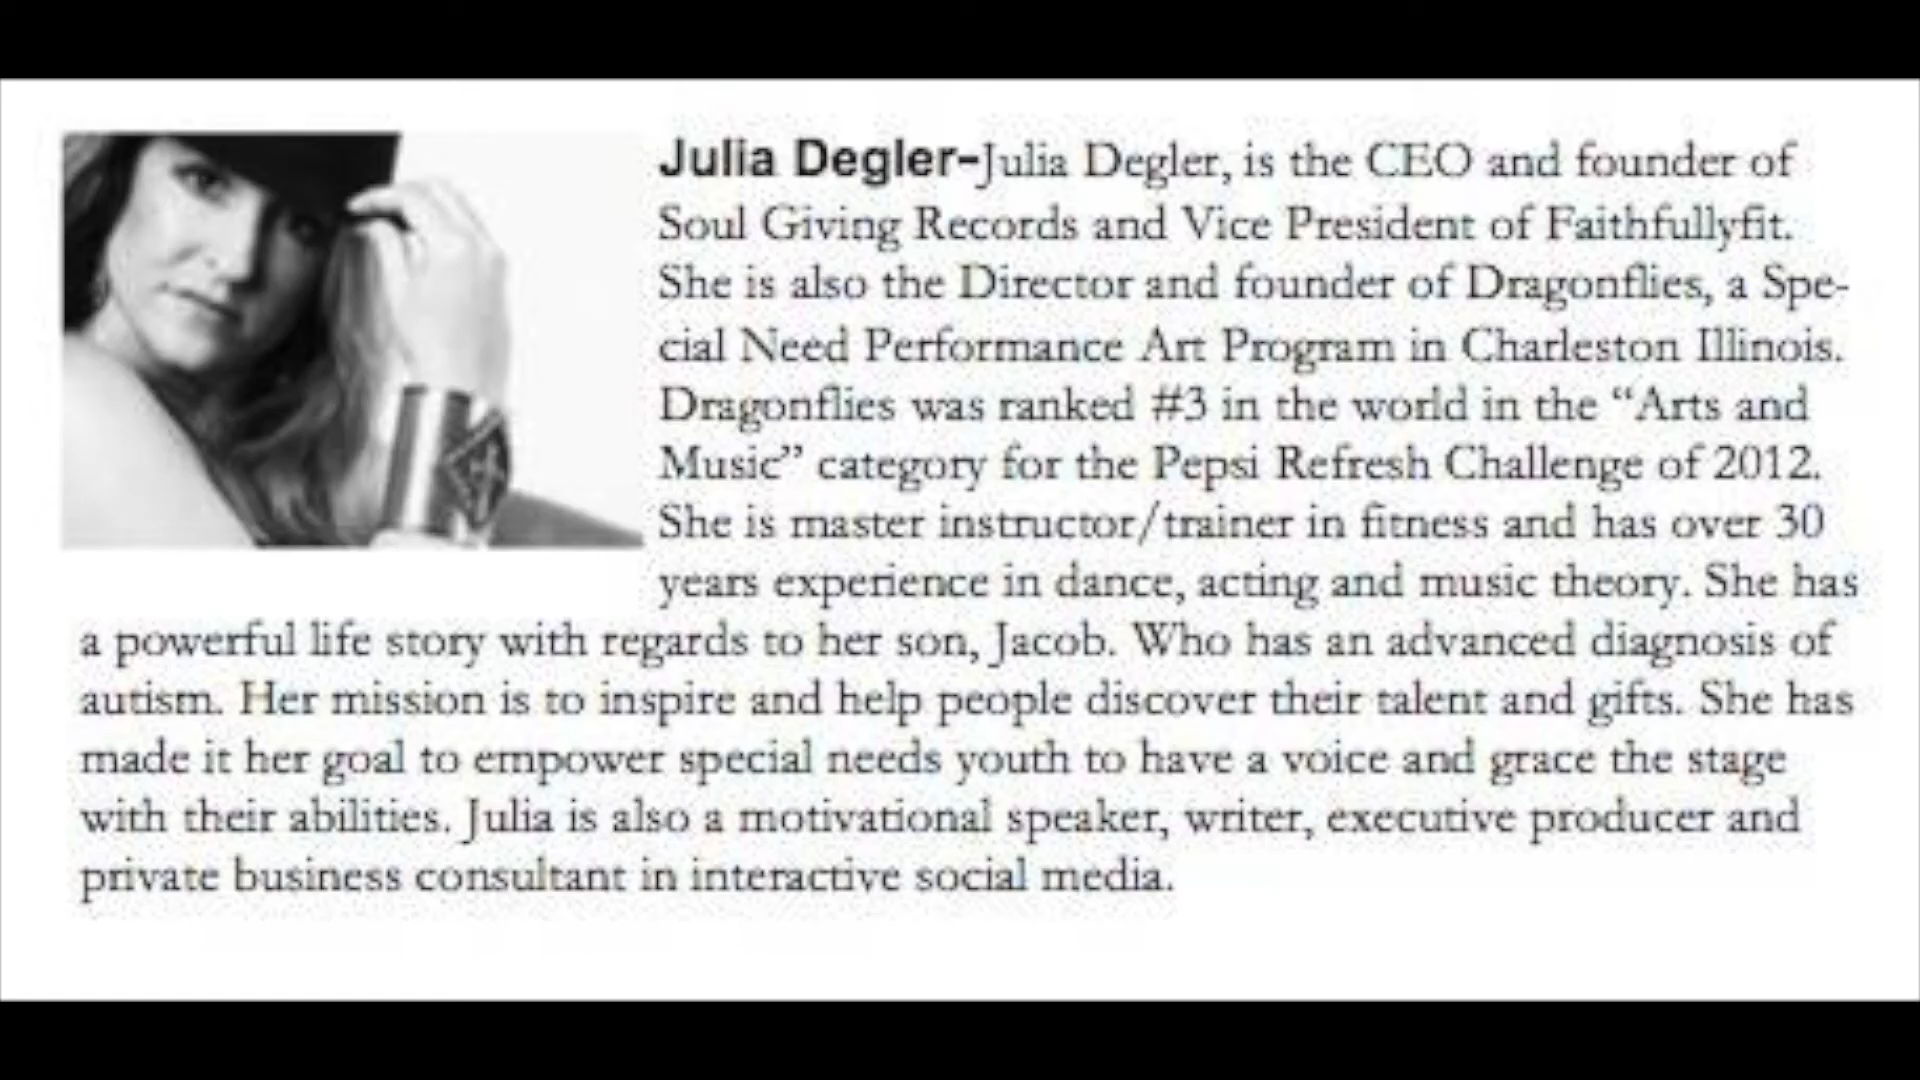 Julia Degler-Julia Degler, is the CEO and founder of
Soul Giving Records and Vice President of Faithfullyfit.
She is also the Director and founder of Dragonflies, a Spe-
cial Need Performance Art Program in Charleston Illinois.
Dragonflies was ranked #3 in the world in the “Arts and
Music” category for the Pepsi Refresh Challenge of 2012.
She is master instructor/trainer in fitness and has over 30
years experience in dance, acting and music theory. She has
a powerful life story with regards to her son, Jacob. Who has an advanced diagnosis of
autism. Her mission is to inspire and help people discover their talent and gifts. She has
made it her goal to empower special needs youth to have a voice and grace the stage
with their abilities. Julia is also a motivational speaker, writer, executive producer and
private business consultant in interactive social media.